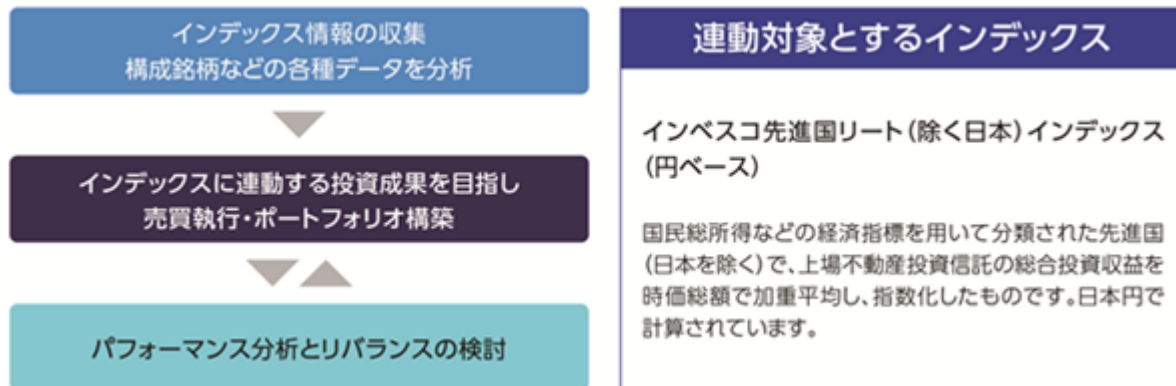 インデックス情報の収集
構成銘柄などの各種データを分析
インデックスに連動する投資成果を目指し
売買執行・ポートフォリオ構築
パフォーマンス分析とリバランスの検討
連動対象とするインデックス
インベスコ先進国リート(除く日本)インデックス
(円ベース)
国民総所得などの経済指標を用いて分類された先進国
(日本を除く)で、上場不動産投資信託の総合投資収益を
時価総額で加重平均し、指数化したものです。日本円で
計算されています。